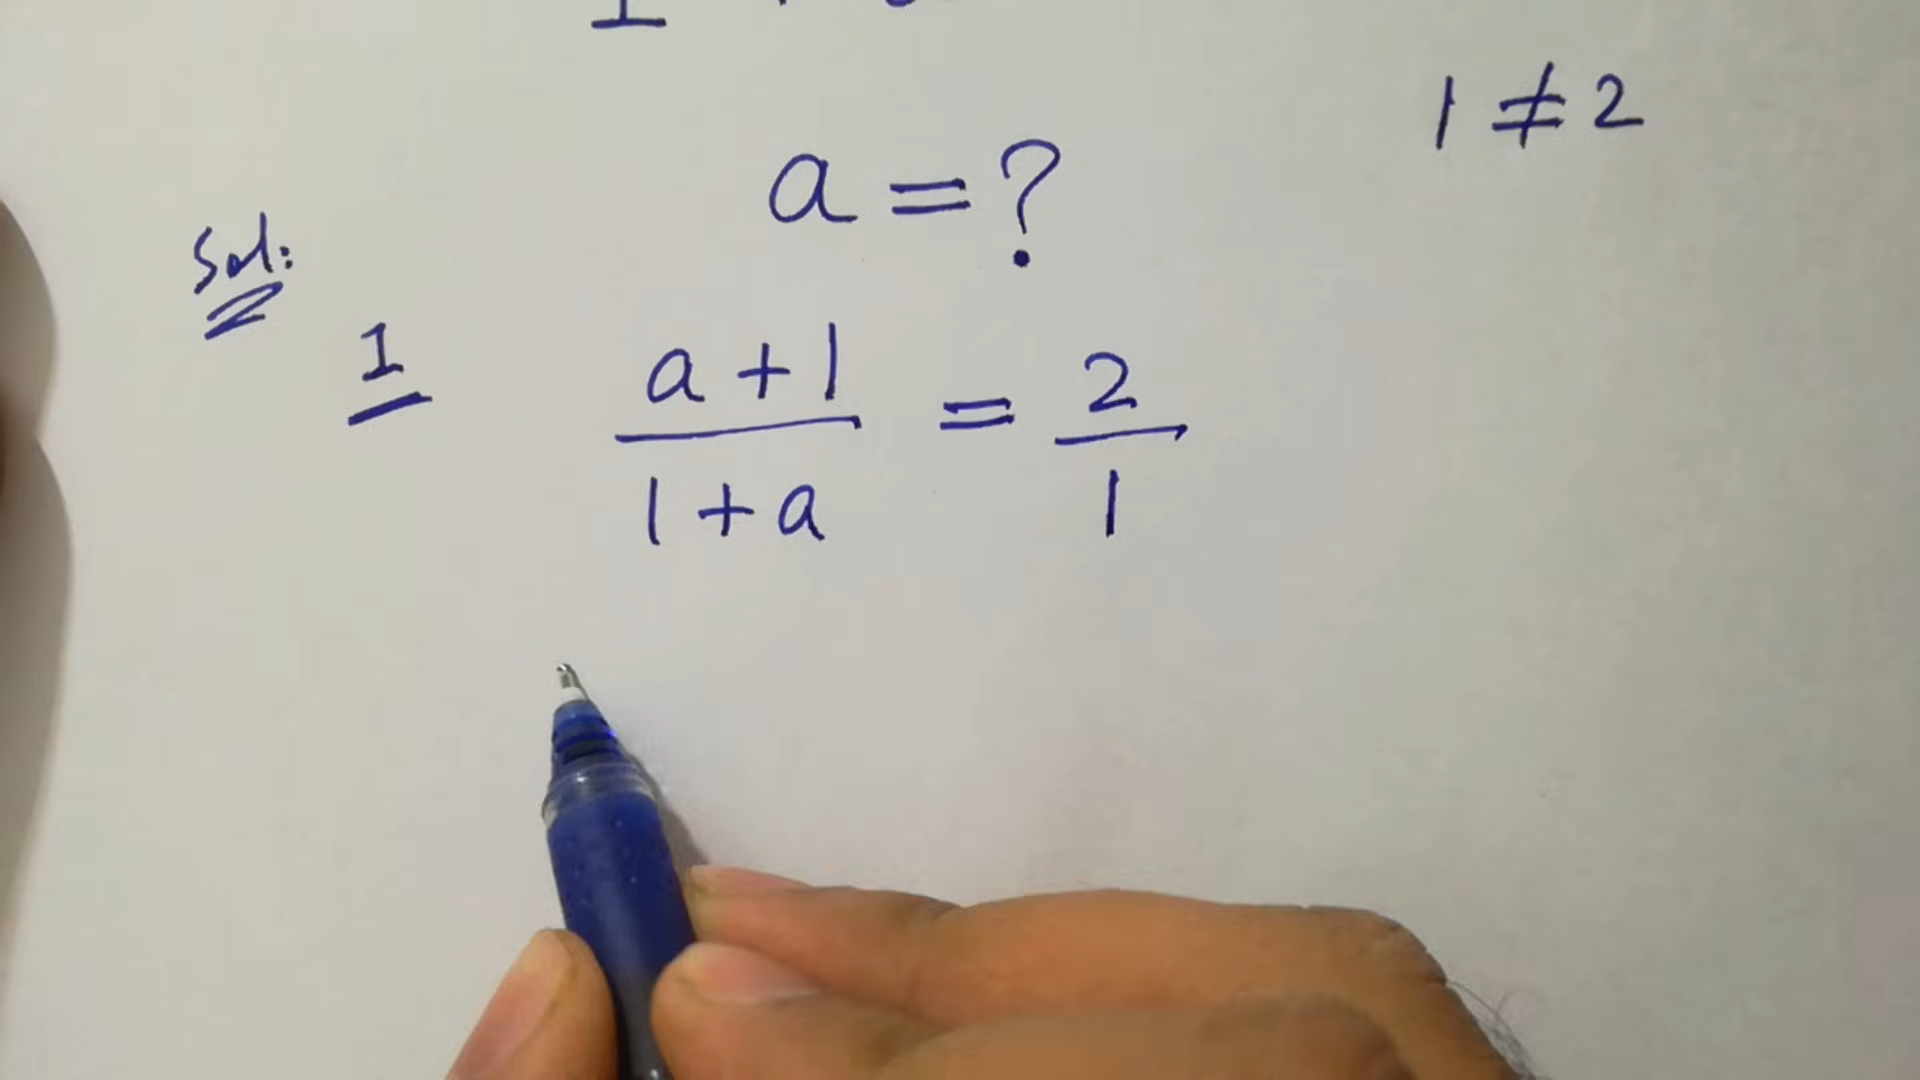 1 ≠ 2
a = ?
Sol:
1
a + 1 = 2
1 + a 1